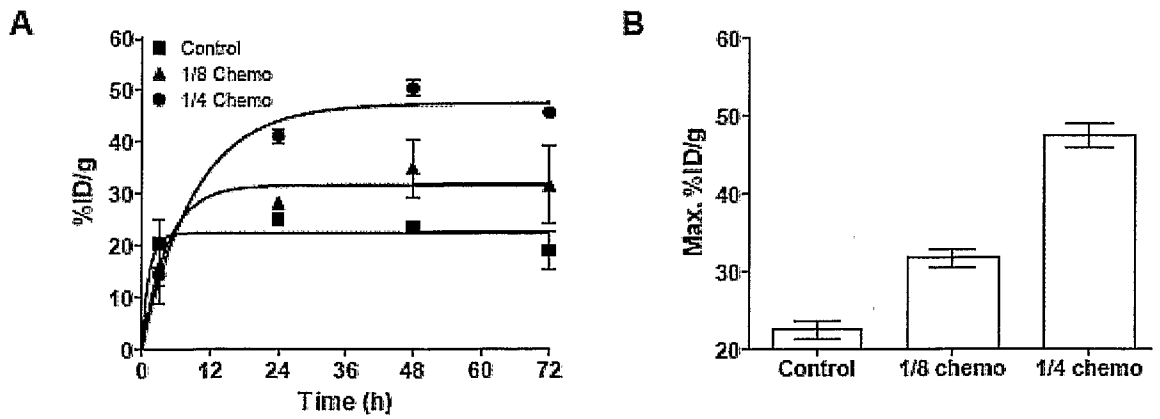 A
60
50
40
30
20
10
0
%ID/g
Control
1/8 Chemo
1/4 Chemo
0 12 24 36 48 60 72
Time (h)
B
60
50
40
30
20
Max. %ID/g
Control 1/8 chemo 1/4 chemo